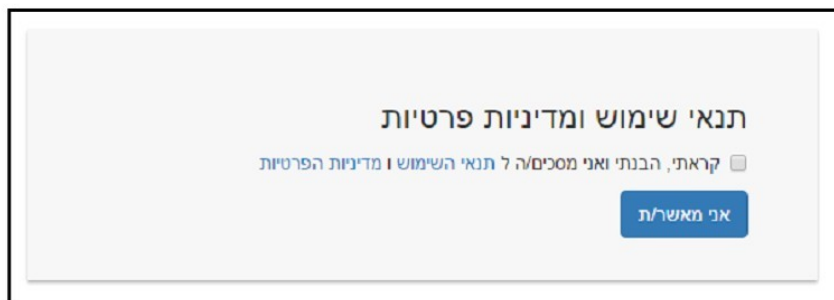 תנאי שימוש ומדיניות פרטיות
קראתי, הבנתי ואני מסכים/ה ל תנאי השימוש ו מדיניות הפרטיות
אני מאשר/ת